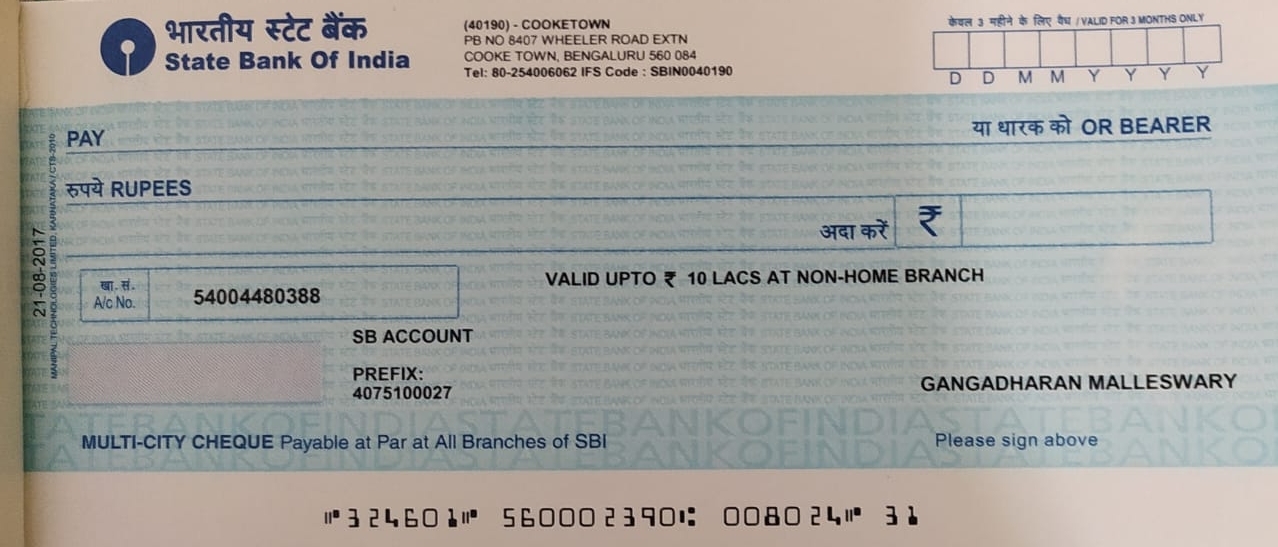 भारतीय स्टेट बैंक
State Bank Of India
(40190) - COOKETOWN
PB NO 8407 WHEELER ROAD EXTN
COOKE TOWN, BENGALURU 560 084
Tel: 80-254006062 IFS Code : SBIN0040190
केवल 3 महीने के लिए वैध / VALID FOR 3 MONTHS ONLY
D D M M Y Y Y Y
PAY
या धारक को OR BEARER
रुपये RUPEES
अदा करें ₹
21-08-2017
MANIPAL TECHNOLOGIES LIMITED, KARNATAKA / CTS-2010
खा. सं.
A/c No.
54004480388
VALID UPTO ₹ 10 LACS AT NON-HOME BRANCH
SB ACCOUNT
PREFIX:
4075100027
GANGADHARAN MALLESWARY
MULTI-CITY CHEQUE Payable at Par at All Branches of SBI
Please sign above
STATEBANKOFINDIASTATEBANKOFINDIASTATEBANKO
⑈324601⑈ 560002390⑆ 008024⑈ 31